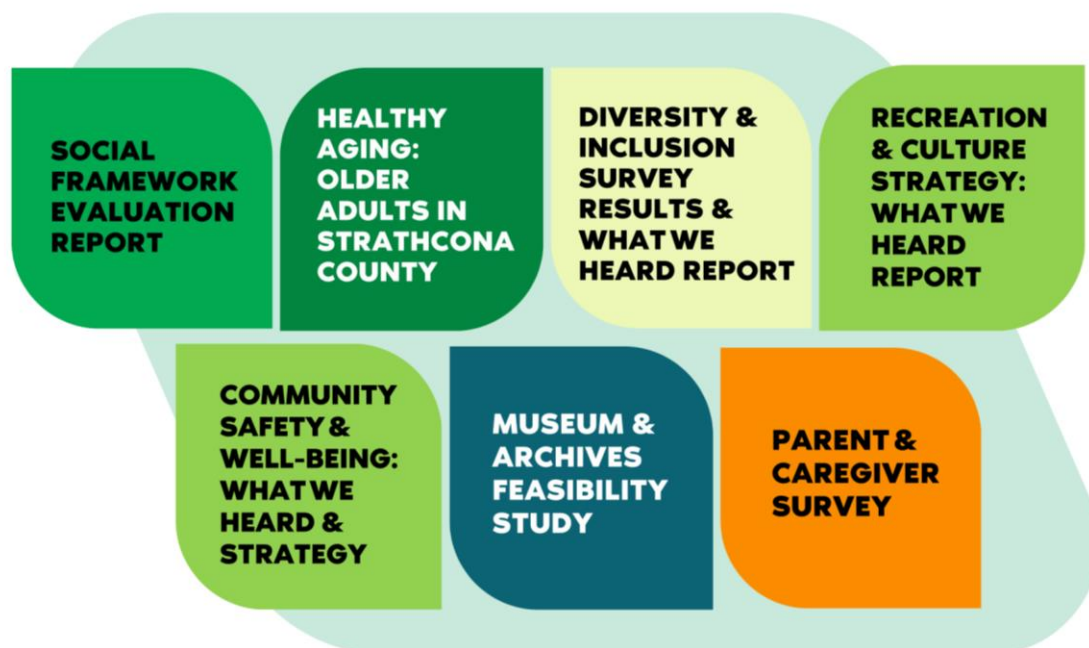 SOCIAL
FRAMEWORK
EVALUATION
REPORT
HEALTHY
AGING:
OLDER
ADULTS IN
STRATHCONA
COUNTY
DIVERSITY &
INCLUSION
SURVEY
RESULTS &
WHAT WE
HEARD REPORT
RECREATION
& CULTURE
STRATEGY:
WHAT WE
HEARD
REPORT
COMMUNITY
SAFETY &
WELL-BEING:
WHAT WE
HEARD &
STRATEGY
MUSEUM &
ARCHIVES
FEASIBILITY
STUDY
PARENT &
CAREGIVER
SURVEY